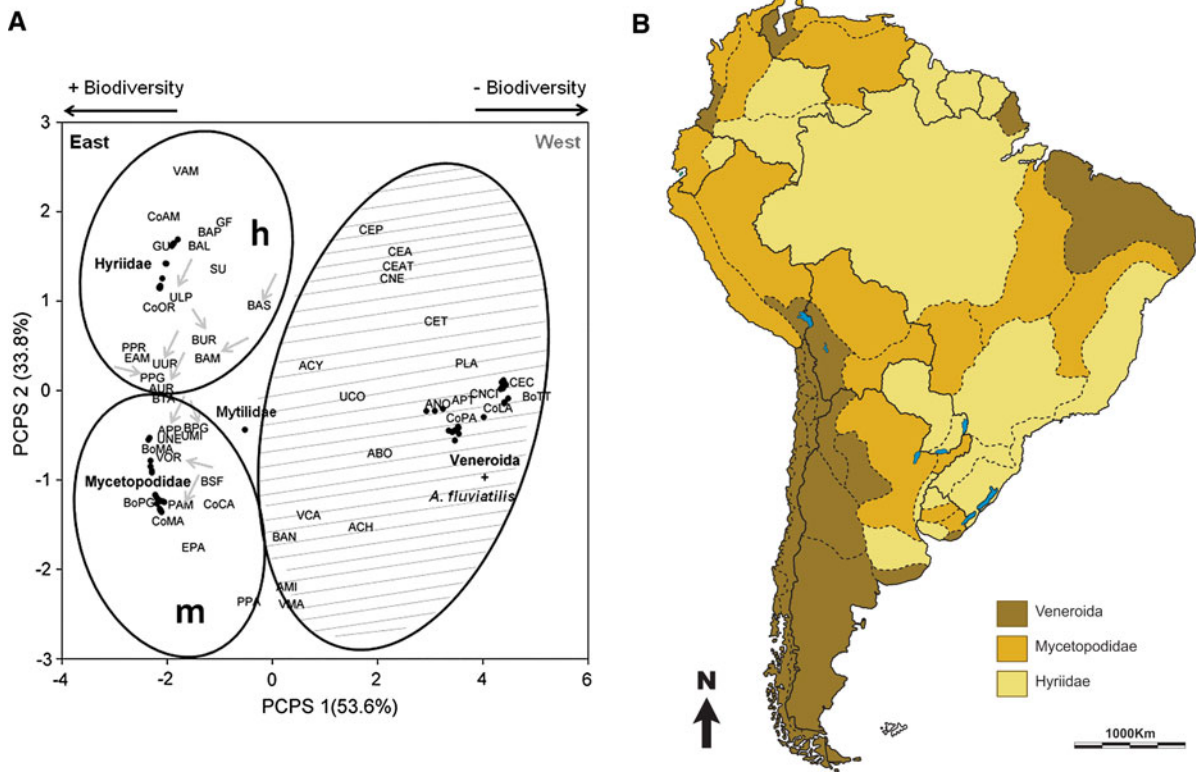 A
+ Biodiversity
- Biodiversity
East
West
3
2
1
0
-1
-2
-3
PCPS 2 (33.8%)
-4
-2
0
2
4
6
PCPS 1(53.6%)
VAM
CoAM
GF
BAP
GU
BAL
h
Hyriidae
SU
ULP
CoOR
BAS
BUR
PPR
EAM
UUR
BAM
PPG
AUR
BTA
Mytilidae
APP
BPG
UNE
UMI
BoMA
VOR
Mycetopodidae
BSF
BoPG
PAM
CoCA
CoMA
EPA
m
PPA
CEP
CEA
CEAT
CNE
CET
ACY
PLA
UCO
CNCI
CEC
ANO
APT
BoTT
CoLA
CoPA
ABO
Veneroida
+
A. fluviatilis
VCA
ACH
BAN
AMI
VMA
B
Veneroida
Mycetopodidae
Hyriidae
N
1000Km